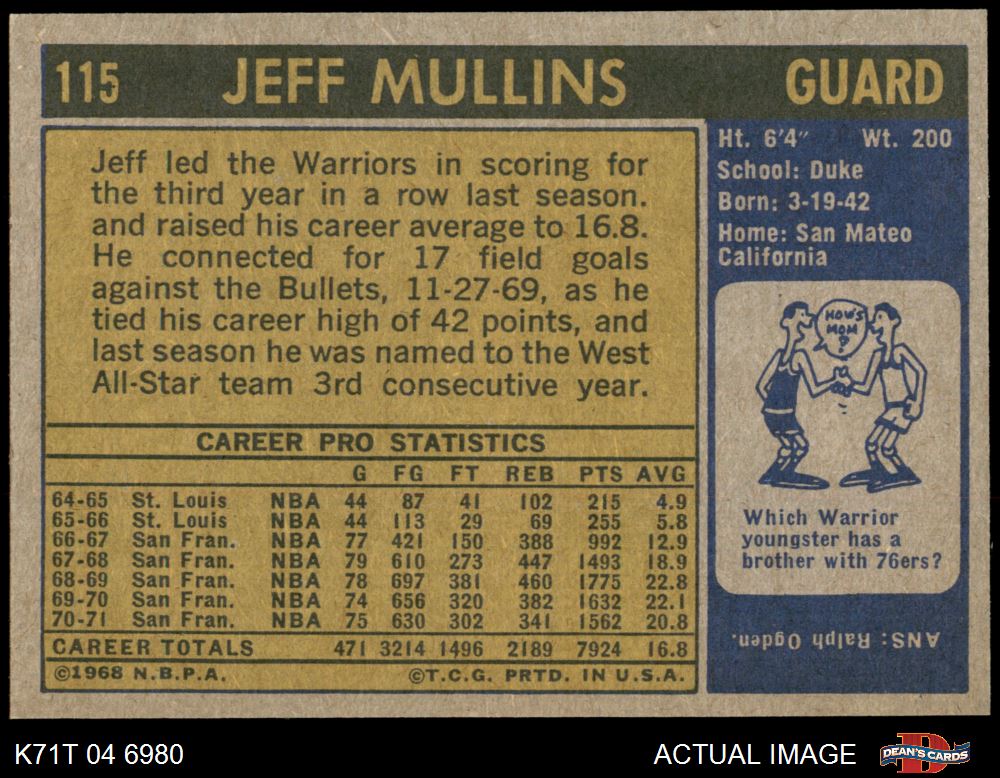 115 JEFF MULLINS GUARD
Jeff led the Warriors in scoring for
the third year in a row last season.
and raised his career average to 16.8.
He connected for 17 field goals
against the Bullets, 11-27-69, as he
tied his career high of 42 points, and
last season he was named to the West
All-Star team 3rd consecutive year.
CAREER PRO STATISTICS
G FG FT REB PTS AVG
64-65 St. Louis NBA 44 87 41 102 215 4.9
65-66 St. Louis NBA 44 113 29 69 255 5.8
66-67 San Fran. NBA 77 421 150 388 992 12.9
67-68 San Fran. NBA 79 610 273 447 1493 18.9
68-69 San Fran. NBA 78 697 381 460 1775 22.8
69-70 San Fran. NBA 74 656 320 382 1632 22.1
70-71 San Fran. NBA 75 630 302 341 1562 20.8
CAREER TOTALS 471 3214 1496 2189 7924 16.8
©1968 N.B.P.A. ©T.C.G. PRTD. IN U.S.A.
Ht. 6'4" Wt. 200
School: Duke
Born: 3-19-42
Home: San Mateo
California
HOW'S
MOM
?
Which Warrior
youngster has a
brother with 76ers?
ANS: Ralph Ogden.
K71T 04 6980 ACTUAL IMAGE DEAN'S CARDS